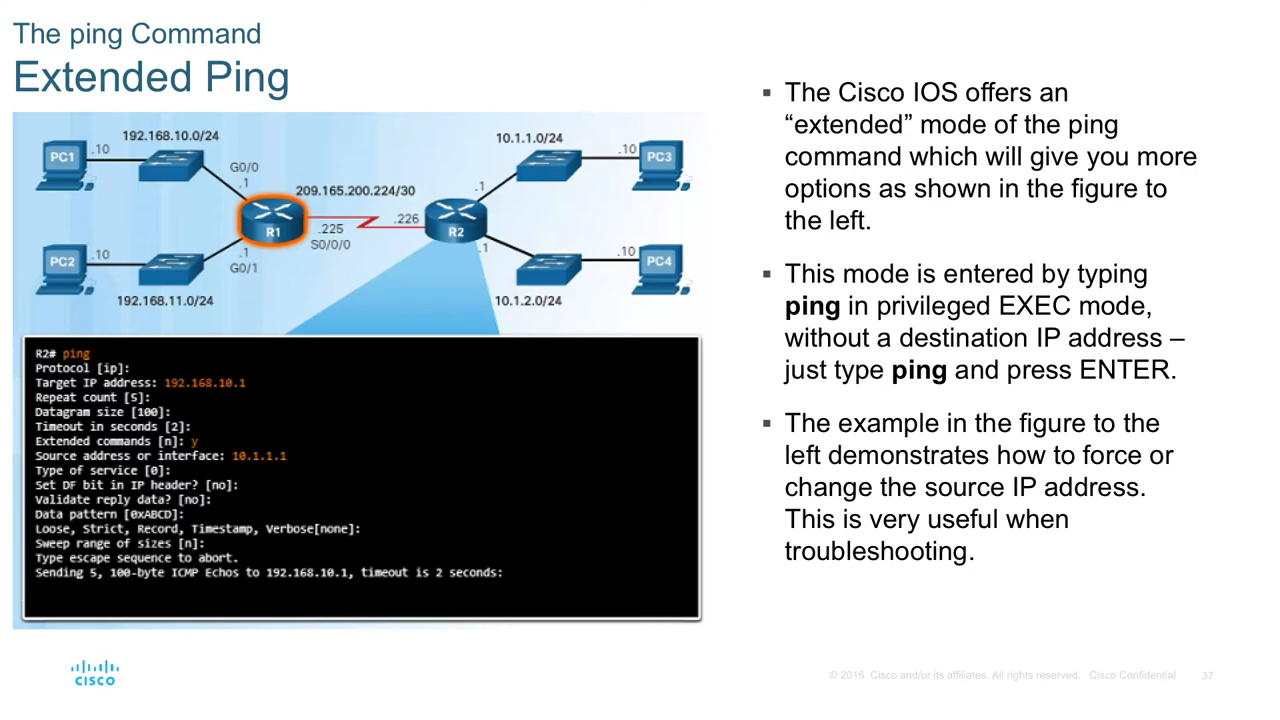 The ping Command
Extended Ping
192.168.10.0/24
10.1.1.0/24
PC1
.10
G0/0
.1
209.165.200.224/30
.1
.10
PC3
R1
.225
S0/0/0
.226
R2
PC2
.10
.1
G0/1
.1
.10
PC4
192.168.11.0/24
10.1.2.0/24
R2# ping
Protocol [ip]:
Target IP address: 192.168.10.1
Repeat count [5]:
Datagram size [100]:
Timeout in seconds [2]:
Extended commands [n]: y
Source address or interface: 10.1.1.1
Type of service [0]:
Set DF bit in IP header? [no]:
Validate reply data? [no]:
Data pattern [0xABCD]:
Loose, Strict, Record, Timestamp, Verbose[none]:
Sweep range of sizes [n]:
Type escape sequence to abort.
Sending 5, 100-byte ICMP Echos to 192.168.10.1, timeout is 2 seconds:
▪ The Cisco IOS offers an
“extended” mode of the ping
command which will give you more
options as shown in the figure to
the left.
▪ This mode is entered by typing
ping in privileged EXEC mode,
without a destination IP address –
just type ping and press ENTER.
▪ The example in the figure to the
left demonstrates how to force or
change the source IP address.
This is very useful when
troubleshooting.
CISCO
© 2016 Cisco and/or its affiliates. All rights reserved. Cisco Confidential
37